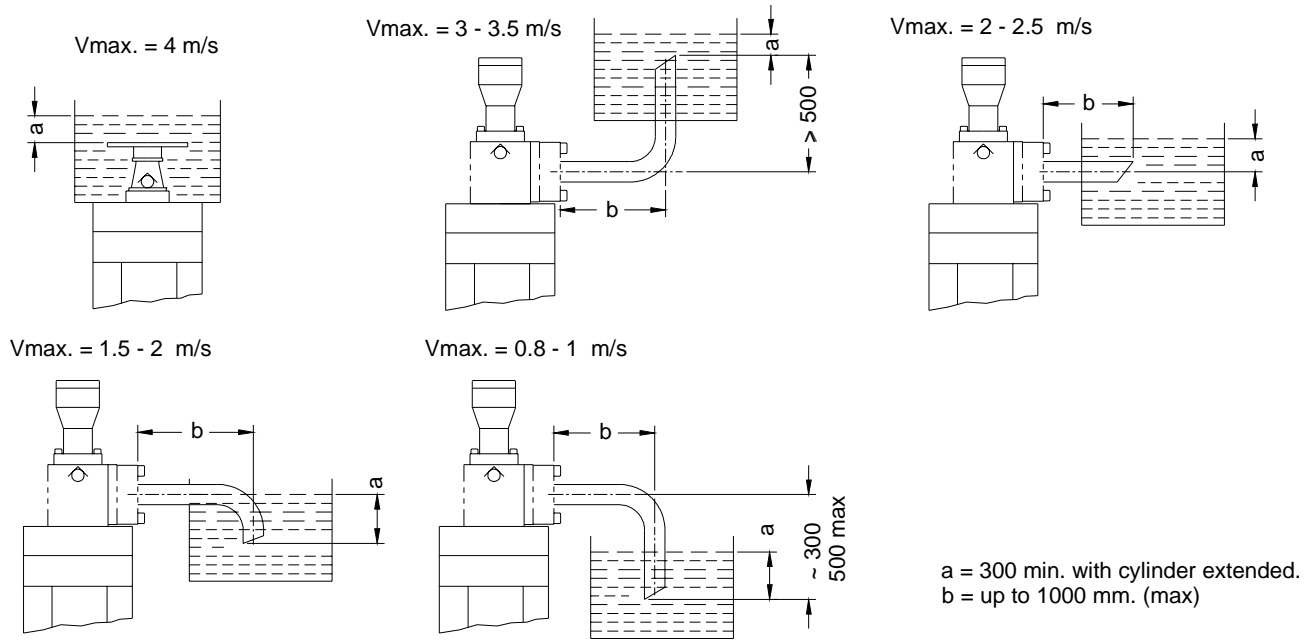 Vmax. = 4 m/s
a
Vmax. = 3 - 3.5 m/s
a
> 500
b
Vmax. = 2 - 2.5 m/s
b
a
Vmax. = 1.5 - 2 m/s
b
a
Vmax. = 0.8 - 1 m/s
b
a
~ 300
500 max
a = 300 min. with cylinder extended.
b = up to 1000 mm. (max)